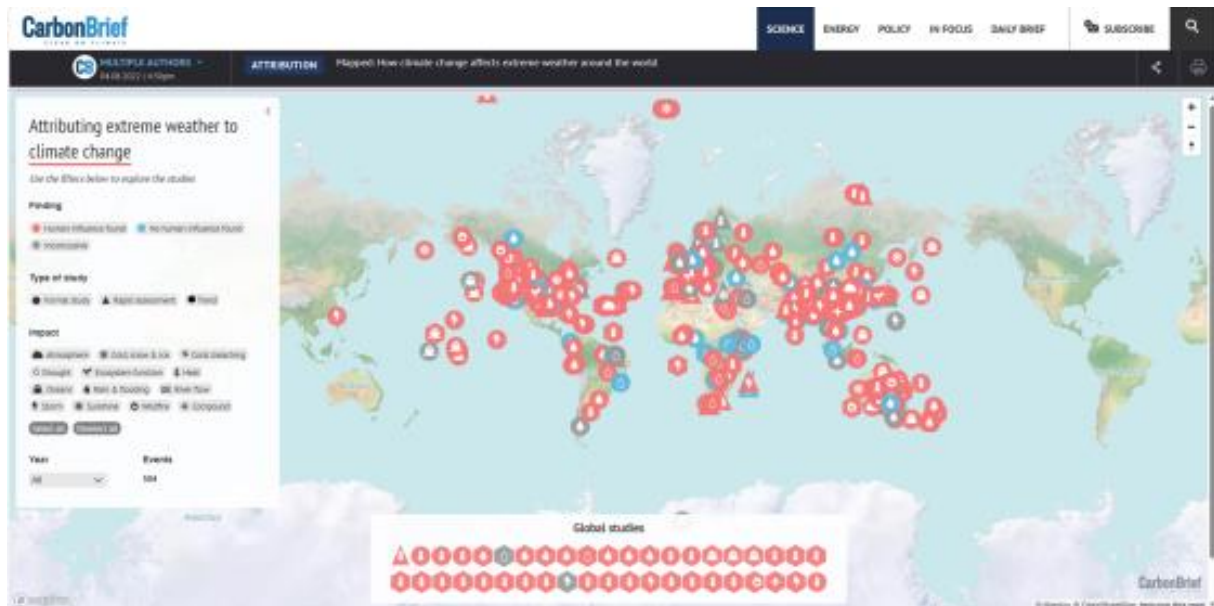 CarbonBrief
CLEAR ON CLIMATE
SCIENCE ENERGY POLICY IN FOCUS DAILY BRIEF SUBSCRIBE
MULTIPLE AUTHORS
ATTRIBUTION Mapped: How climate change affects extreme weather around the world
Attributing extreme weather to
climate change
Use the filters below to explore the studies
Finding
Human influence found No human influence found
Inconclusive
Type of study
Formal study Rapid assessment Trend
Impact
Atmosphere Cold, snow & ice Coral bleaching
Drought Ecosystem function Heat
Oceans Rain & flooding River flow
Storm Sunshine Wildfire Compound
Select all Deselect all
Year Events
All 504
Global studies
CarbonBrief